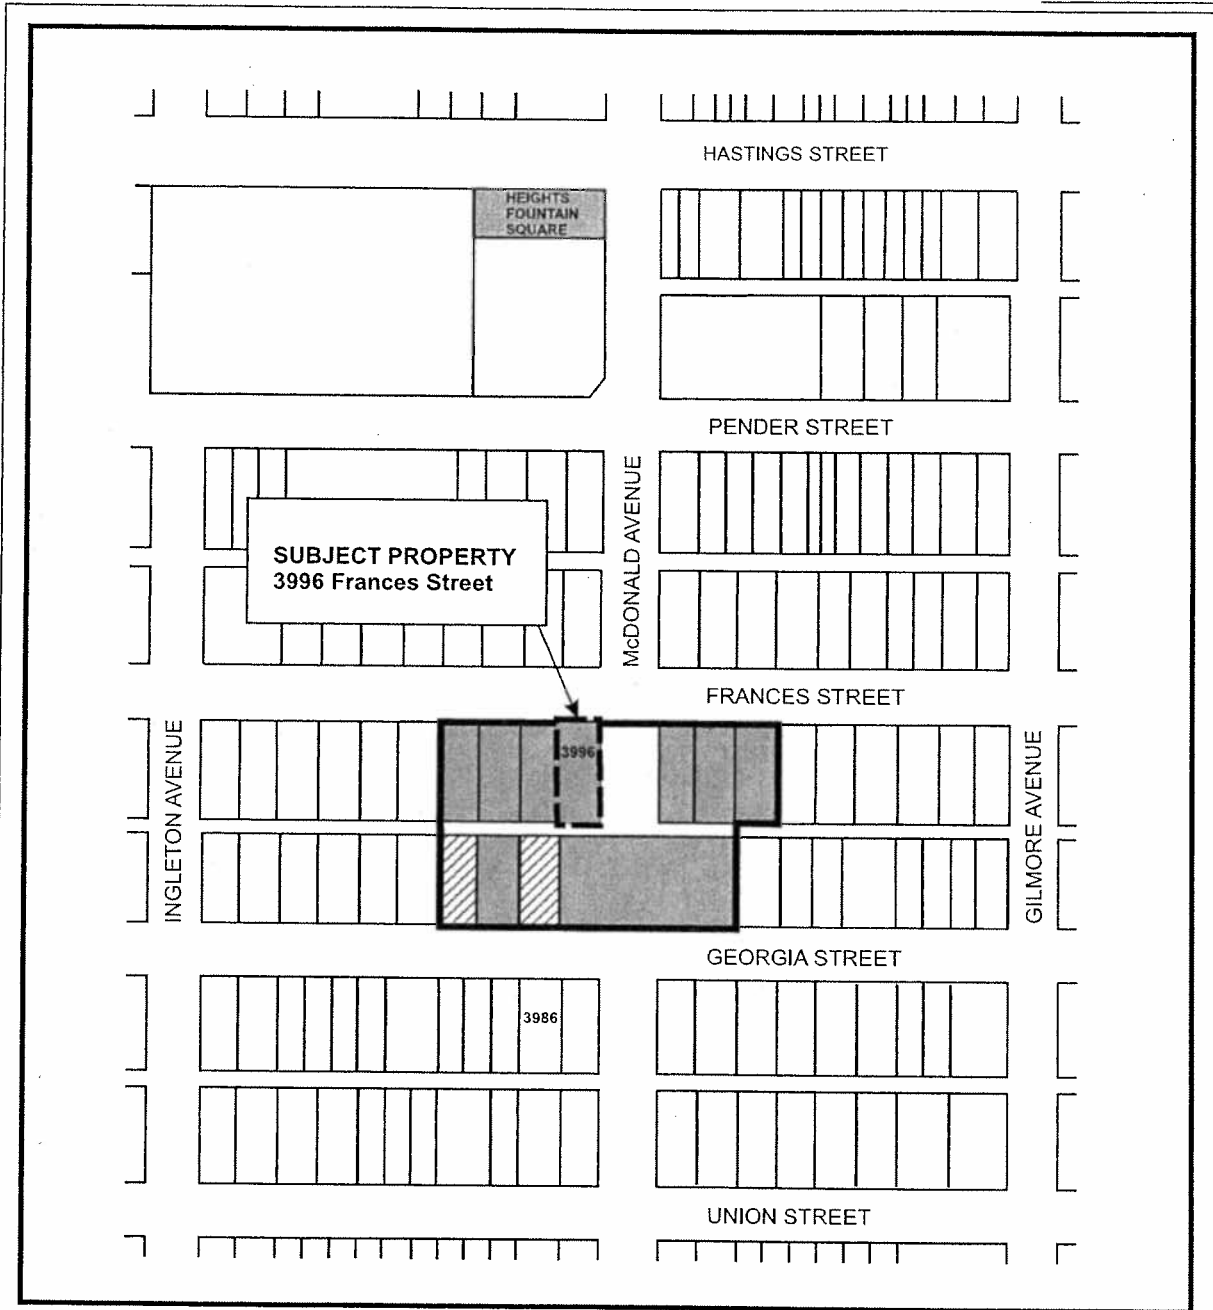 HASTINGS STREET
HEIGHTS
FOUNTAIN
SQUARE
PENDER STREET
McDONALD AVENUE
SUBJECT PROPERTY
3996 Frances Street
FRANCES STREET
INGLETON AVENUE
3996
GILMORE AVENUE
GEORGIA STREET
3986
UNION STREET